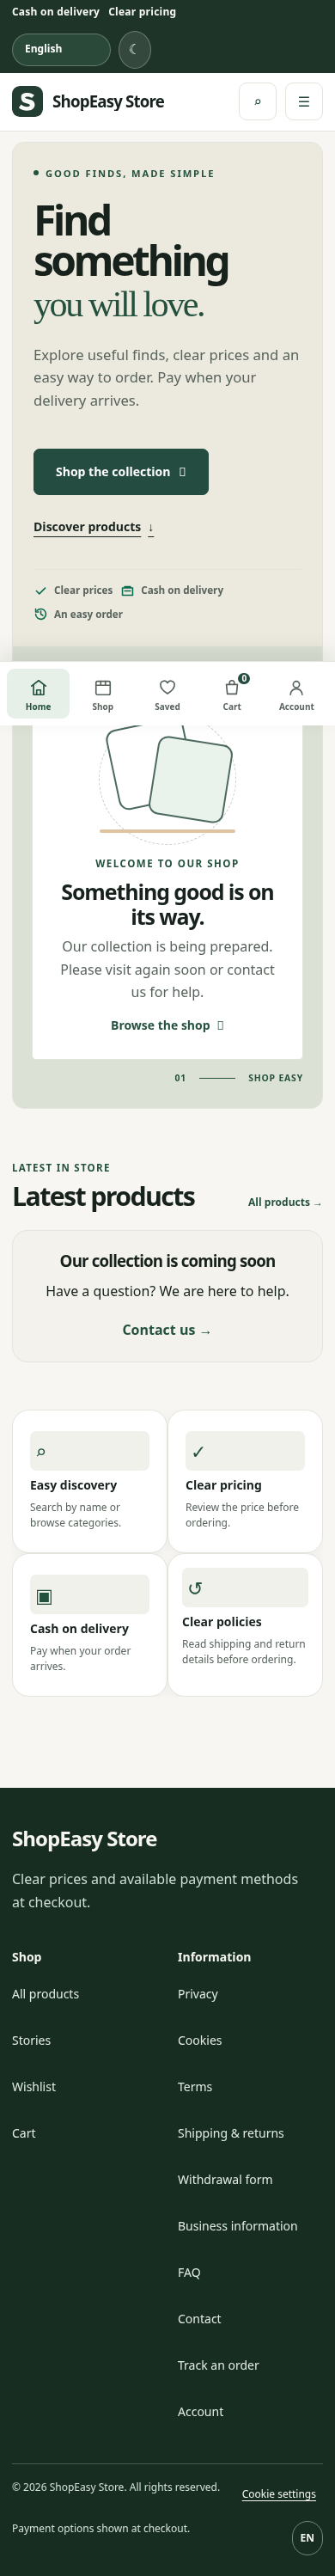 Cash on delivery Clear pricing
English
S ShopEasy Store
GOOD FINDS, MADE SIMPLE
Find
something
you will love.
Explore useful finds, clear prices and an
easy way to order. Pay when your
delivery arrives.
Shop the collection
Discover products ↓
Clear prices Cash on delivery
An easy order
0
Home Shop Saved Cart Account
WELCOME TO OUR SHOP
Something good is on
its way.
Our collection is being prepared.
Please visit again soon or contact
us for help.
Browse the shop
01 SHOP EASY
LATEST IN STORE
Latest products
All products →
Our collection is coming soon
Have a question? We are here to help.
Contact us →
Easy discovery
Search by name or
browse categories.
✓
Clear pricing
Review the price before
ordering.
Cash on delivery
Pay when your order
arrives.
Clear policies
Read shipping and return
details before ordering.
ShopEasy Store
Clear prices and available payment methods
at checkout.
Shop
All products
Stories
Wishlist
Cart
Information
Privacy
Cookies
Terms
Shipping & returns
Withdrawal form
Business information
FAQ
Contact
Track an order
Account
© 2026 ShopEasy Store. All rights reserved.
Cookie settings
Payment options shown at checkout.
EN